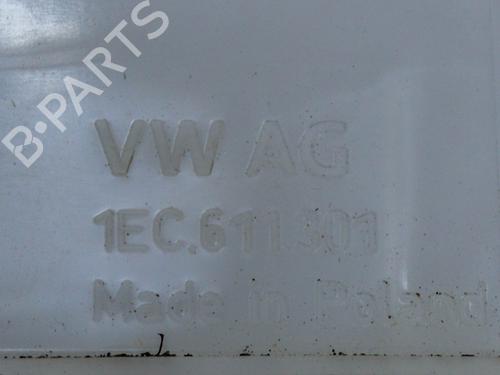 B-PARTS
VW AG
1EC.611.301
Made in Poland